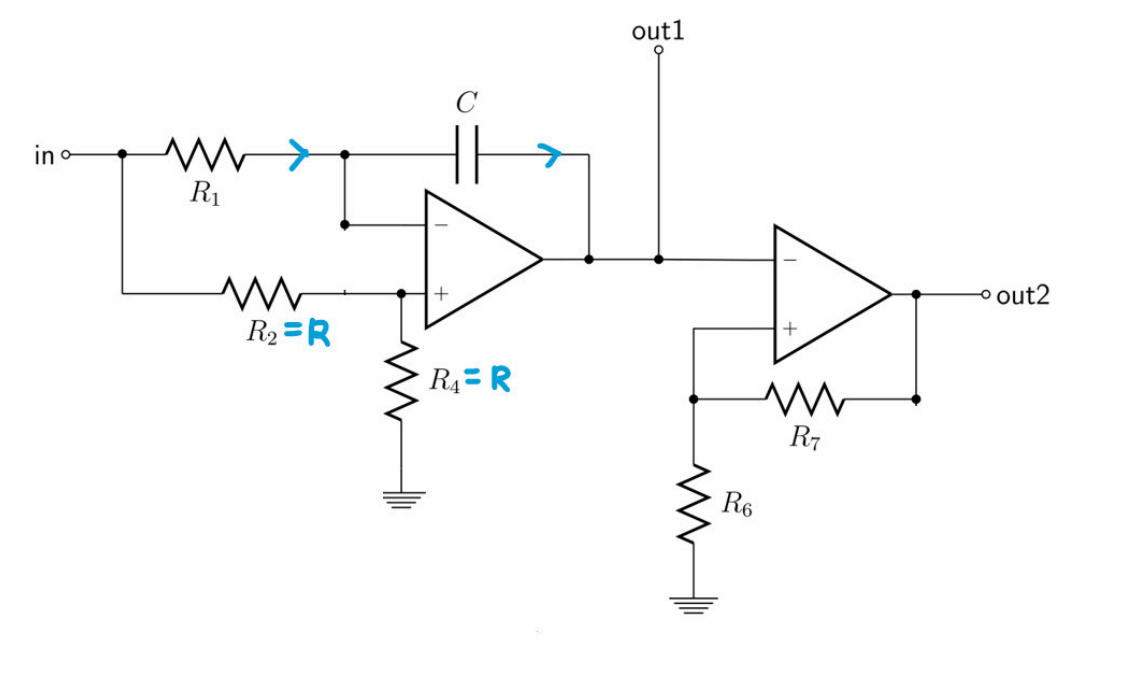 out1
C
in
R₁
−
+
R₂ = R
R₄ = R
−
+
out2
R₇
R₆